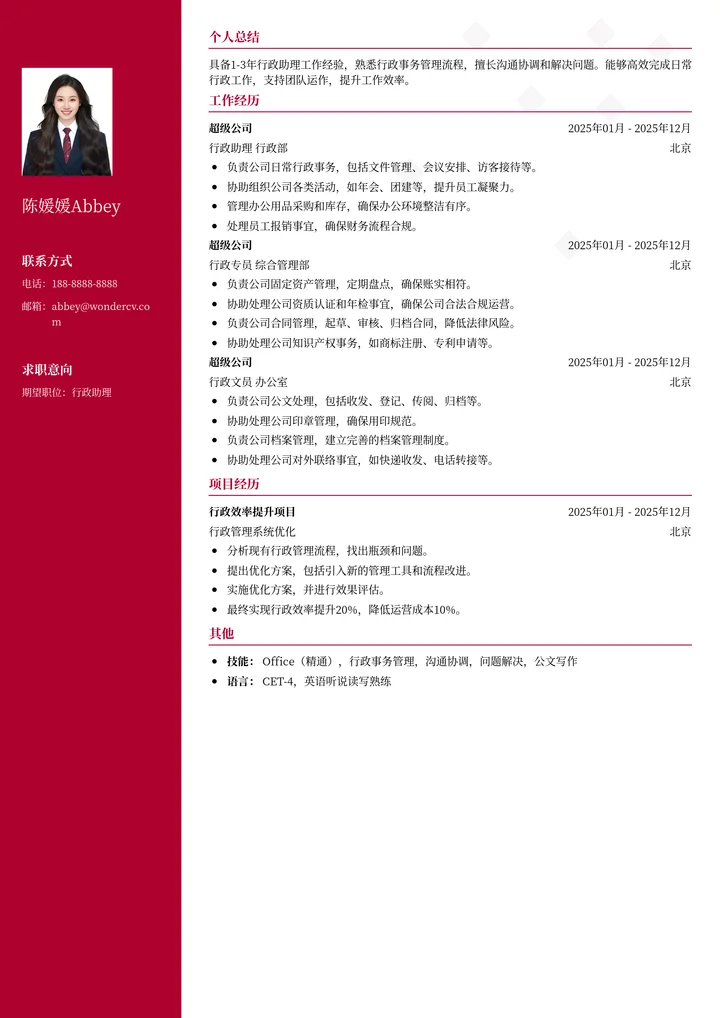 陈媛媛Abbey
联系方式
电话：188-8888-8888
邮箱：abbey@wondercv.co
m
求职意向
期望职位：行政助理
个人总结
具备1-3年行政助理工作经验，熟悉行政事务管理流程，擅长沟通协调和解决问题。能够高效完成日常
行政工作，支持团队运作，提升工作效率。
工作经历
超级公司 2025年01月 - 2025年12月
行政助理 行政部 北京
• 负责公司日常行政事务，包括文件管理、会议安排、访客接待等。
• 协助组织公司各类活动，如年会、团建等，提升员工凝聚力。
• 管理办公用品采购和库存，确保办公环境整洁有序。
• 处理员工报销事宜，确保财务流程合规。
超级公司 2025年01月 - 2025年12月
行政专员 综合管理部 北京
• 负责公司固定资产管理，定期盘点，确保账实相符。
• 协助处理公司资质认证和年检事宜，确保公司合法合规运营。
• 负责公司合同管理，起草、审核、归档合同，降低法律风险。
• 协助处理公司知识产权事务，如商标注册、专利申请等。
超级公司 2025年01月 - 2025年12月
行政文员 办公室 北京
• 负责公司公文处理，包括收发、登记、传阅、归档等。
• 协助处理公司印章管理，确保用印规范。
• 负责公司档案管理，建立完善的档案管理制度。
• 协助处理公司对外联络事宜，如快递收发、电话转接等。
项目经历
行政效率提升项目 2025年01月 - 2025年12月
行政管理系统优化 北京
• 分析现有行政管理流程，找出瓶颈和问题。
• 提出优化方案，包括引入新的管理工具和流程改进。
• 实施优化方案，并进行效果评估。
• 最终实现行政效率提升20%，降低运营成本10%。
其他
• 技能： Office（精通），行政事务管理，沟通协调，问题解决，公文写作
• 语言： CET-4，英语听说读写熟练